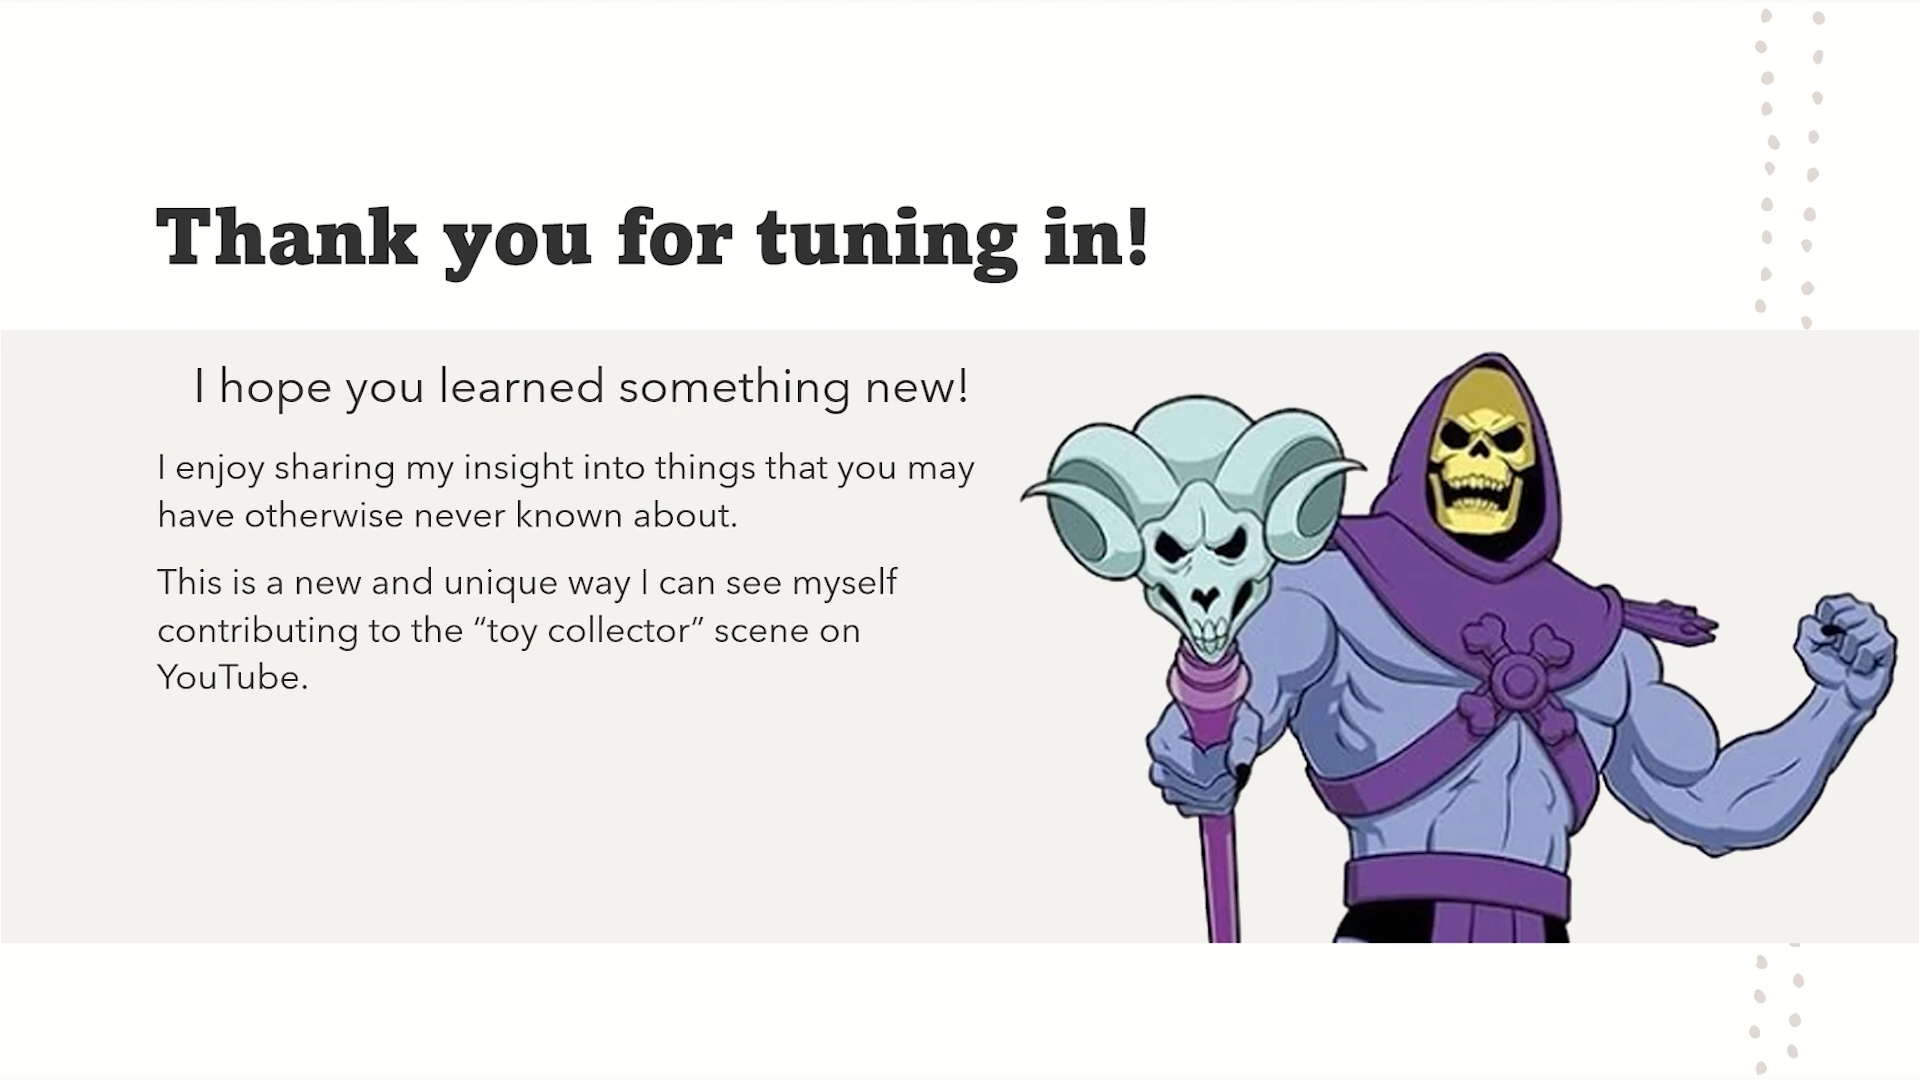 Thank you for tuning in!
I hope you learned something new!
I enjoy sharing my insight into things that you may
have otherwise never known about.
This is a new and unique way I can see myself
contributing to the “toy collector” scene on
YouTube.